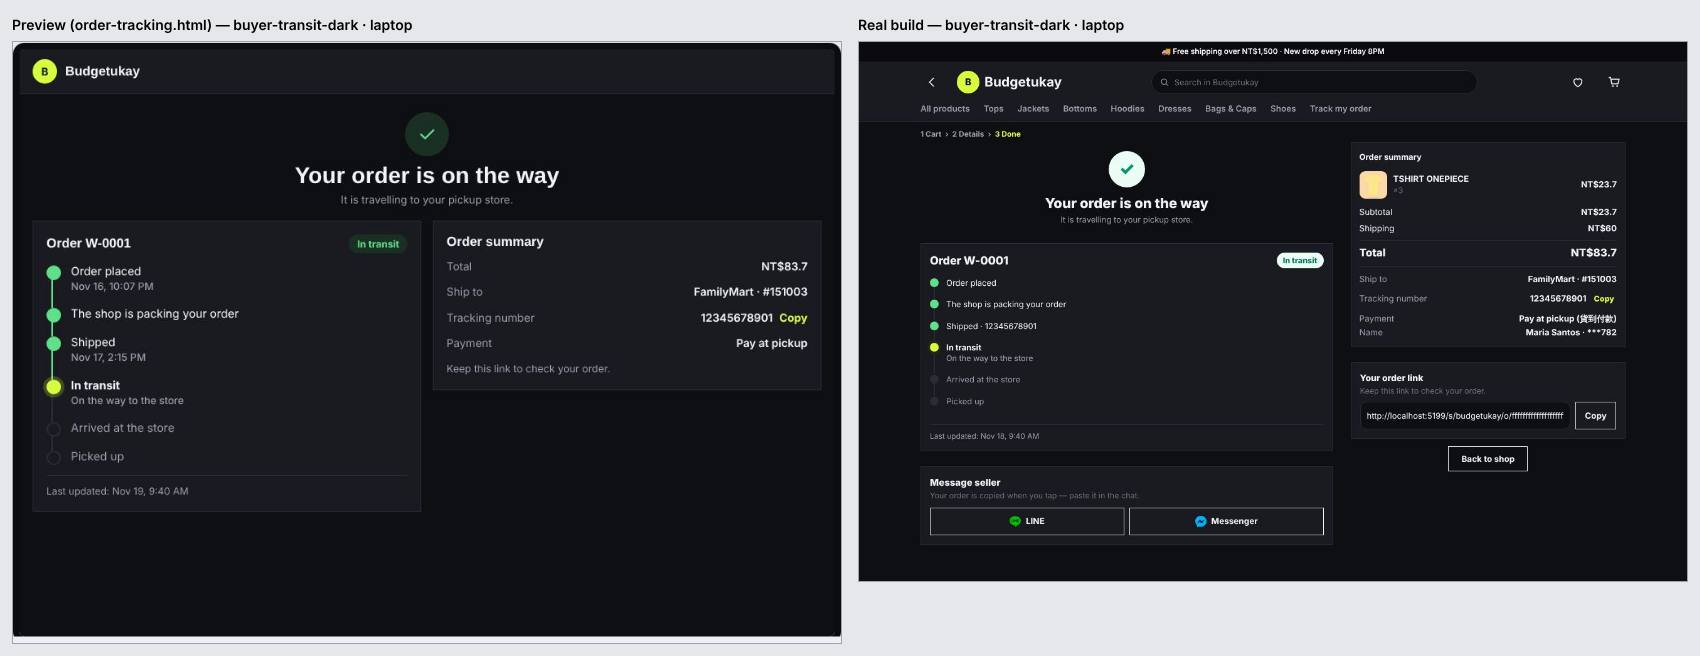 Preview (order-tracking.html) — buyer-transit-dark · laptop
B Budgetukay
Your order is on the way
It is travelling to your pickup store.
Order W-0001 In transit
Order placed
Nov 16, 10:07 PM
The shop is packing your order
Shipped
Nov 17, 2:15 PM
In transit
On the way to the store
Arrived at the store
Picked up
Last updated: Nov 19, 9:40 AM
Order summary
Total NT$83.7
Ship to FamilyMart · #151003
Tracking number 12345678901 Copy
Payment Pay at pickup
Keep this link to check your order.
Real build — buyer-transit-dark · laptop
🚚 Free shipping over NT$1,500 · New drop every Friday 8PM
B Budgetukay Search in Budgetukay
All products Tops Jackets Bottoms Hoodies Dresses Bags & Caps Shoes Track my order
1 Cart › 2 Details › 3 Done
Your order is on the way
It is travelling to your pickup store.
Order W-0001 In transit
Order placed
The shop is packing your order
Shipped · 12345678901
In transit
On the way to the store
Arrived at the store
Picked up
Last updated: Nov 18, 9:40 AM
Message seller
Your order is copied when you tap — paste it in the chat.
LINE Messenger
Order summary
TSHIRT ONEPIECE NT$23.7
×3
Subtotal NT$23.7
Shipping NT$60
Total NT$83.7
Ship to FamilyMart · #151003
Tracking number 12345678901 Copy
Payment Pay at pickup (貨到付款)
Name Maria Santos · ***782
Your order link
Keep this link to check your order.
Copy
Back to shop